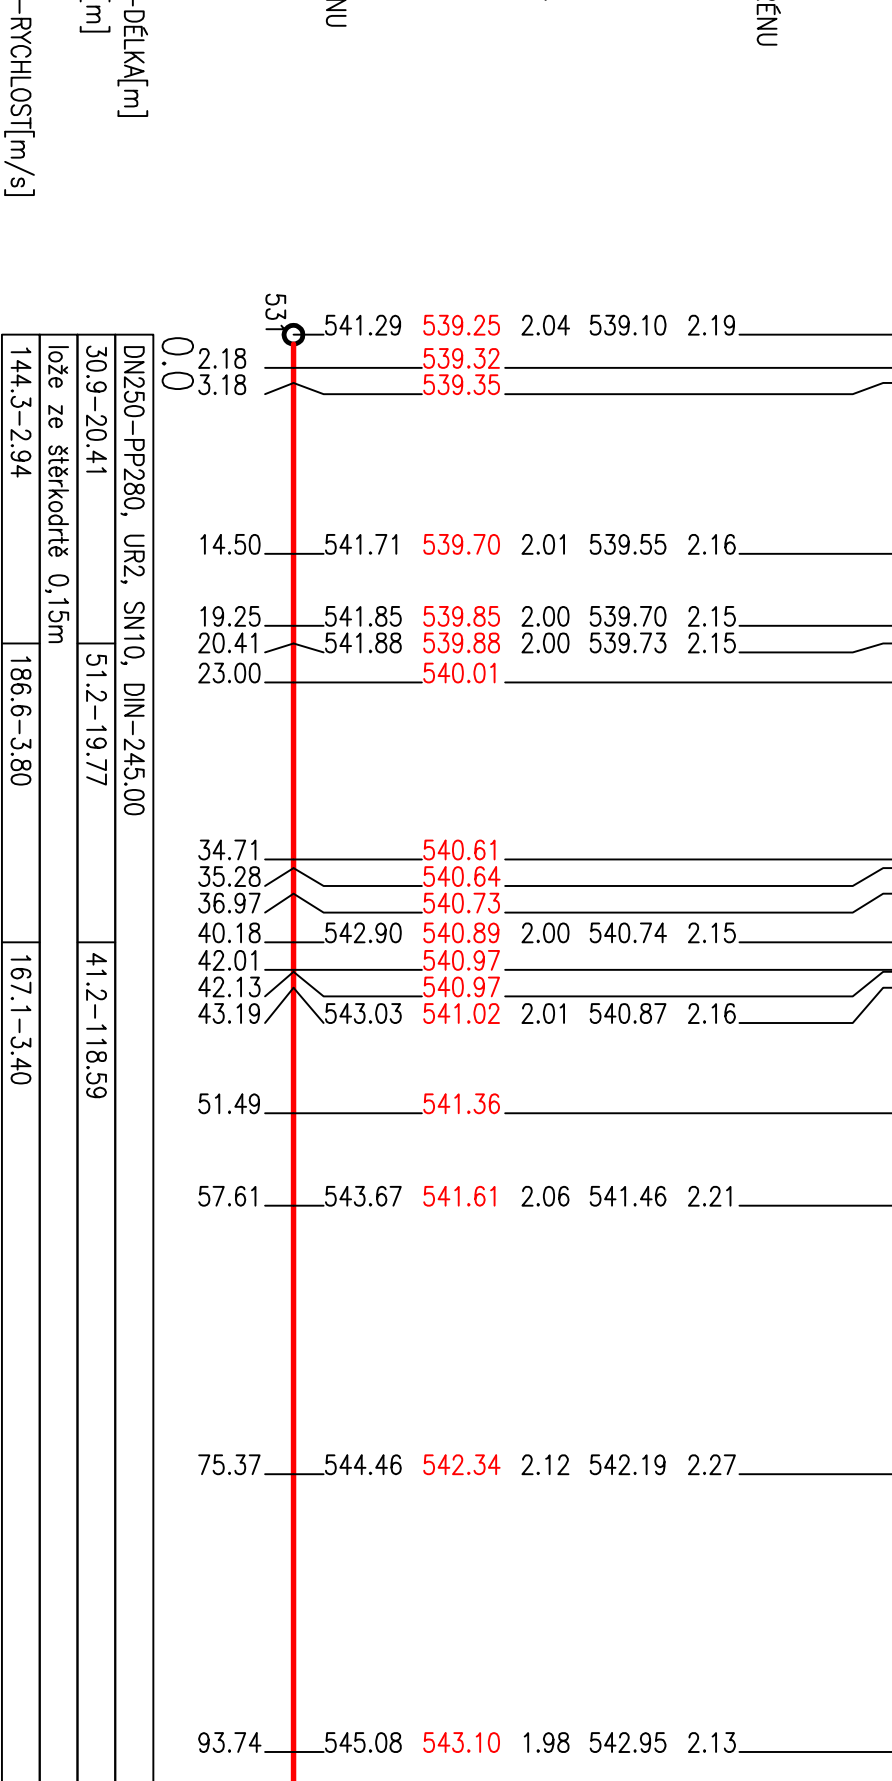 ZÉNU
NU
-DÉLKA[m]
[m]
-RYCHLOST[m/s]
541.29 539.25 2.04 539.10 2.19
2.18 539.32
3.18 539.35
14.50 541.71 539.70 2.01 539.55 2.16
19.25 541.85 539.85 2.00 539.70 2.15
20.41 541.88 539.88 2.00 539.73 2.15
23.00 540.01
34.71 540.61
35.28 540.64
36.97 540.73
40.18 542.90 540.89 2.00 540.74 2.15
42.01 540.97
42.13 540.97
43.19 543.03 541.02 2.01 540.87 2.16
51.49 541.36
57.61 543.67 541.61 2.06 541.46 2.21
75.37 544.46 542.34 2.12 542.19 2.27
93.74 545.08 543.10 1.98 542.95 2.13
0.0
DN250-PP280, UR2, SN10, DIN-245.00
30.9-20.41 51.2-19.77 41.2-118.59
lože ze štěrkodrtě 0,15m
144.3-2.94 186.6-3.80 167.1-3.40